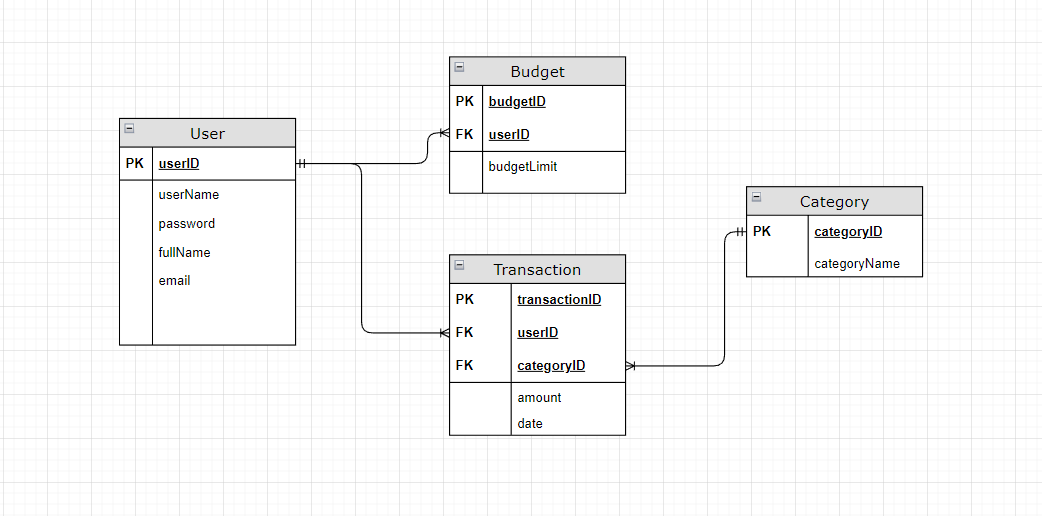 Budget
PK budgetID
FK userID
budgetLimit
User
PK userID
userName
password
fullName
email
Category
PK categoryID
categoryName
Transaction
PK transactionID
FK userID
FK categoryID
amount
date